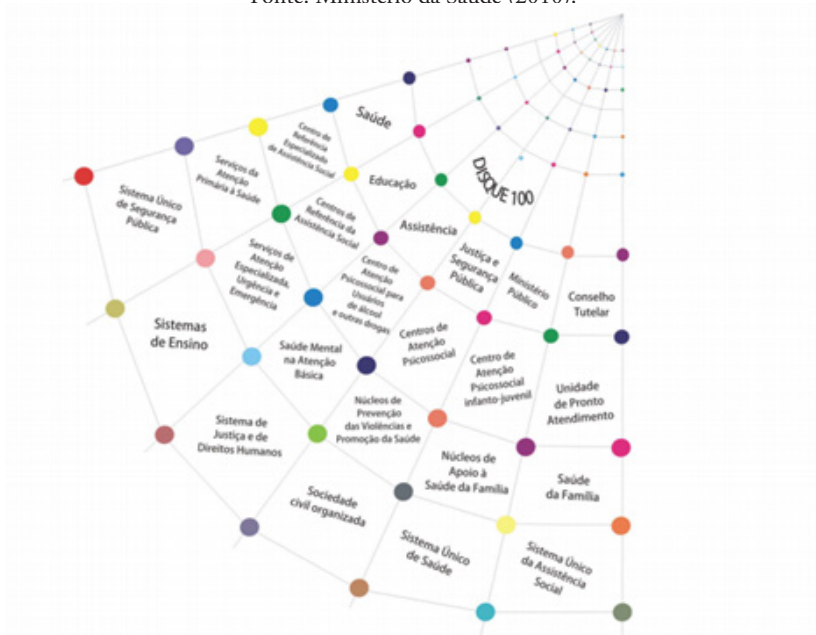 Fonte: Ministério da Saúde (2010).
Saúde
Centro de
Referência
Especializado
de Assistência Social
Serviços da
Atenção
Primária à Saúde
Sistema Único
de Segurança
Pública
DISQUE 100
Educação
Centros de
Referência da
Assistência Social
Assistência
Serviços de
Atenção
Especializada,
Urgência e
Emergência
Centro de
Atenção
Psicossocial para
Usuários
de álcool
e outras drogas
Justiça e
Segurança
Pública
Ministério
Público
Conselho
Tutelar
Sistemas
de Ensino
Saúde Mental
na Atenção
Básica
Centros de
Atenção
Psicossocial
Centro de
Atenção
Psicossocial
infanto-juvenil
Unidade
de Pronto
Atendimento
Sistema de
Justiça e de
Direitos Humanos
Núcleos de
Prevenção
das Violências e
Promoção da Saúde
Núcleos de
Apoio à
Saúde da Família
Saúde
da Família
Sociedade
civil organizada
Sistema Único
de Saúde
Sistema Único
da Assistência
Social